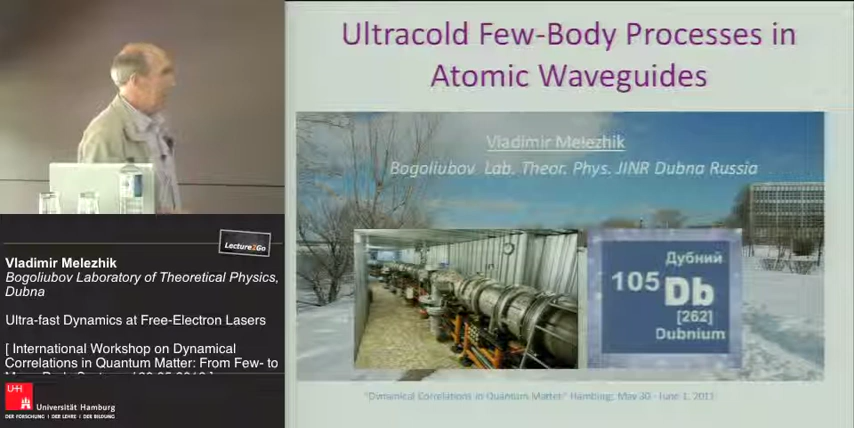 Ultracold Few-Body Processes in
Atomic Waveguides
Vladimir Melezhik
Bogoliubov Lab. Theor. Phys. JINR Dubna Russia
Дубний
105 Db
[262]
Dubnium
"Dynamical Correlations in Quantum Matter" Hamburg; May 30 - June 1, 2011
Lecture2Go
Vladimir Melezhik
Bogoliubov Laboratory of Theoretical Physics,
Dubna
Ultra-fast Dynamics at Free-Electron Lasers
[ International Workshop on Dynamical
Correlations in Quantum Matter: From Few- to
UH
Universität Hamburg
DER FORSCHUNG | DER LEHRE | DER BILDUNG